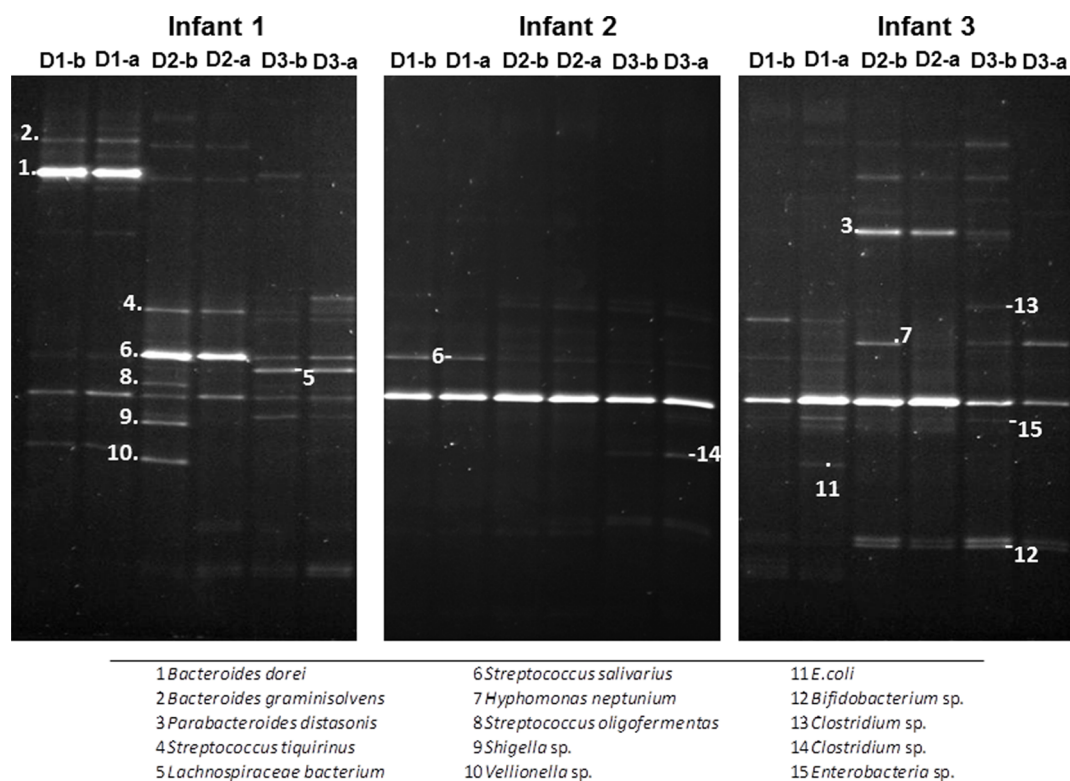 Infant 1 Infant 2 Infant 3
D1-b D1-a D2-b D2-a D3-b D3-a D1-b D1-a D2-b D2-a D3-b D3-a D1-b D1-a D2-b D2-a D3-b D3-a
2.
1.
3.
4. -13
6. 6- .7
8. 5
9. -15
10. -14
11
-12
1 Bacteroides dorei 6 Streptococcus salivarius 11 E.coli
2 Bacteroides graminisolvens 7 Hyphomonas neptunium 12 Bifidobacterium sp.
3 Parabacteroides distasonis 8 Streptococcus oligofermentas 13 Clostridium sp.
4 Streptococcus tiquirinus 9 Shigella sp. 14 Clostridium sp.
5 Lachnospiraceae bacterium 10 Vellionella sp. 15 Enterobacteria sp.